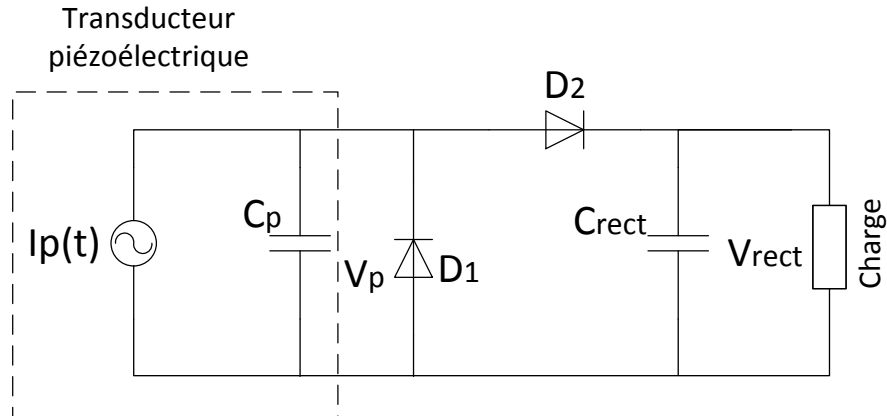 Transducteur
piézoélectrique
D2
Cp
Ip(t)
Vp
D1
Crect
Vrect
Charge